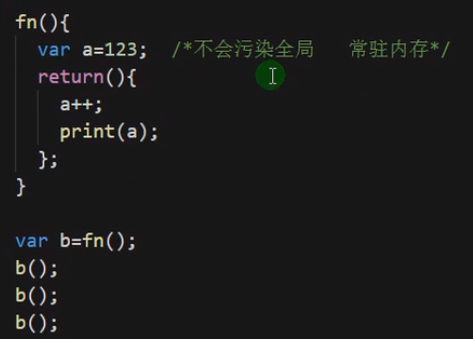 fn(){
  var a=123;  /*不会污染全局   常驻内存*/
  return(){
    a++;
    print(a);
  };
}
var b=fn();
b();
b();
b();